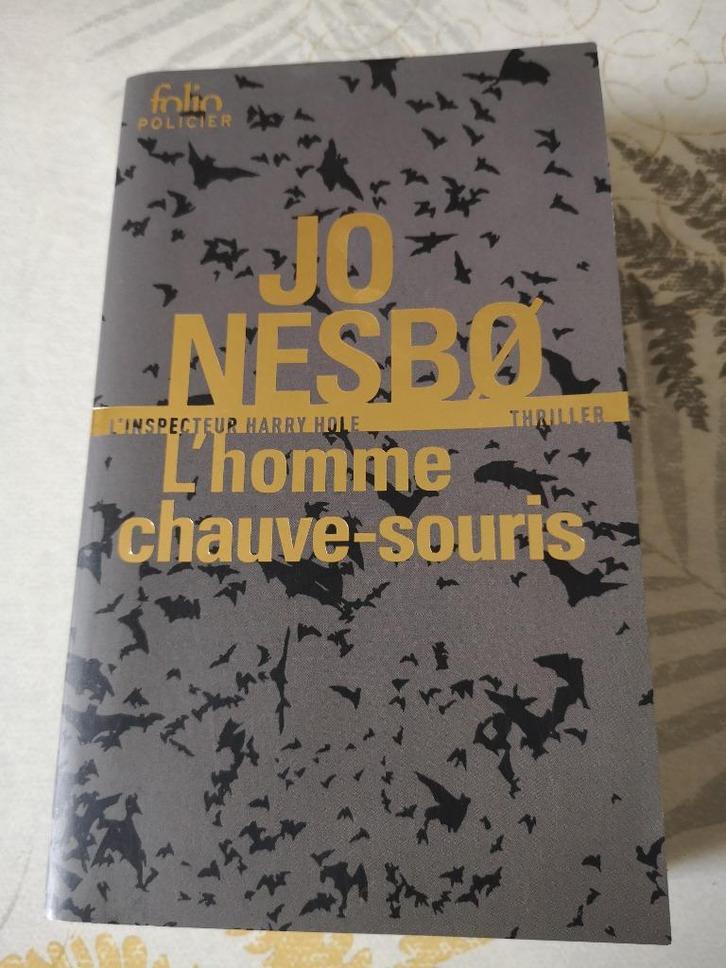 folio
POLICIER
JO
NESBØ
L'INSPECTEUR HARRY HOLE THRILLER
L'homme
chauve-souris